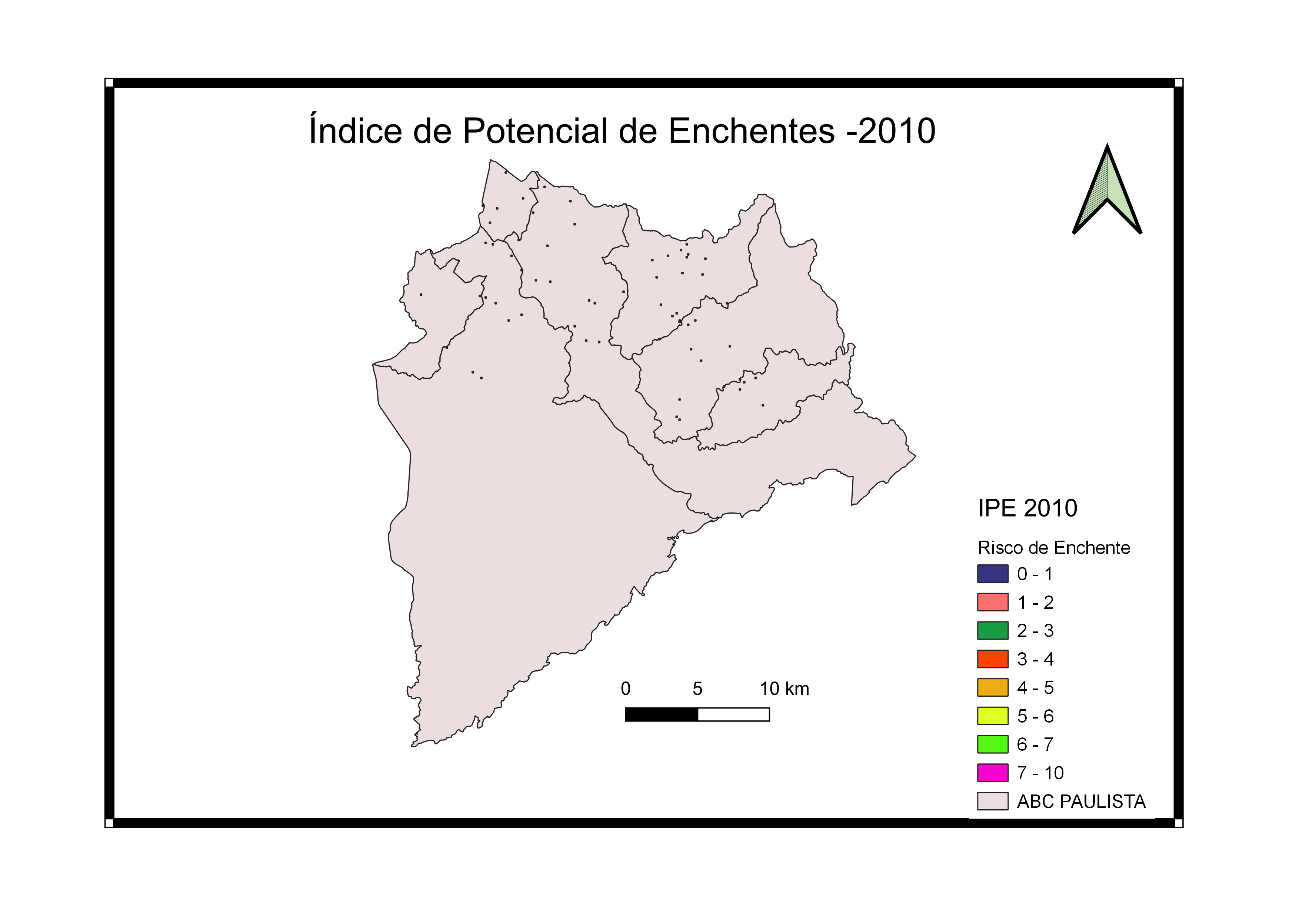 Índice de Potencial de Enchentes -2010
IPE 2010
Risco de Enchente
0 - 1
1 - 2
2 - 3
3 - 4
4 - 5
5 - 6
6 - 7
7 - 10
ABC PAULISTA
0 5 10 km